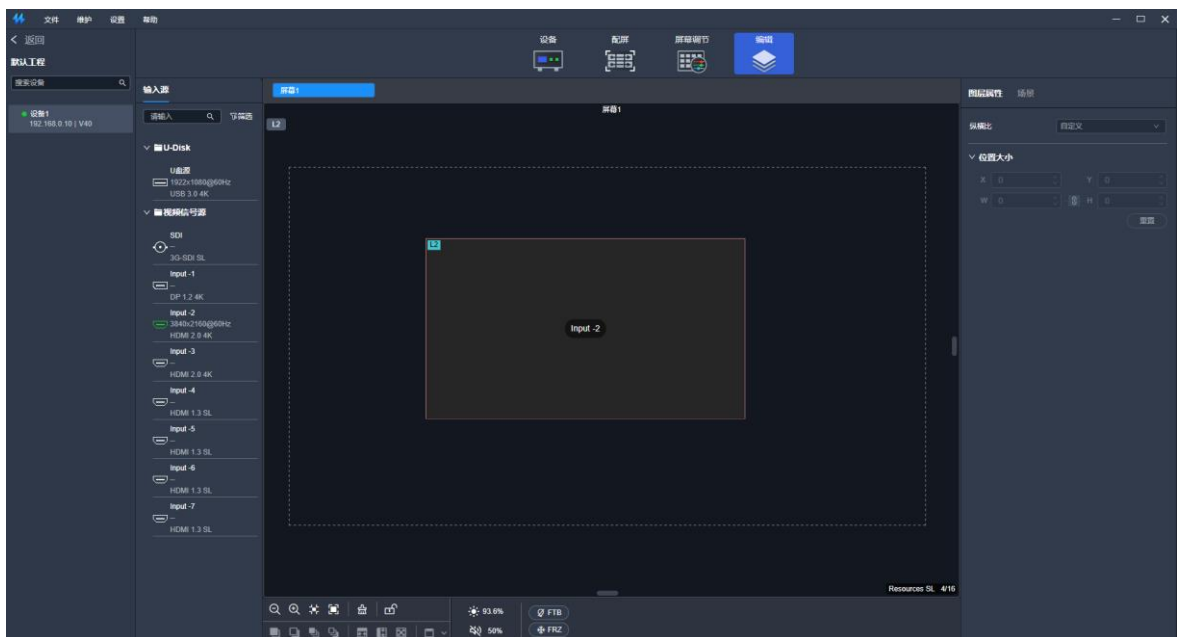 文件 维护 设置 帮助
返回
默认工程
搜索设备
设备1
192.168.0.10 | V40
设备 配屏 屏幕调节 编辑
输入源
请输入 筛选
U-Disk
U盘源
1922x1080@60Hz
USB 3.0 4K
视频信号源
SDI
--
3G-SDI SL
Input -1
--
DP 1.2 4K
Input -2
3840x2160@60Hz
HDMI 2.0 4K
Input -3
--
HDMI 2.0 4K
Input -4
--
HDMI 1.3 SL
Input -5
--
HDMI 1.3 SL
Input -6
--
HDMI 1.3 SL
Input -7
--
HDMI 1.3 SL
屏幕1
屏幕1
L2
L2
Input -2
Resources SL 4/16
93.6%
FTB
50%
FRZ
图层属性 场景
纵横比 自定义
位置大小
X 0 Y 0
W 0 H 0
重置